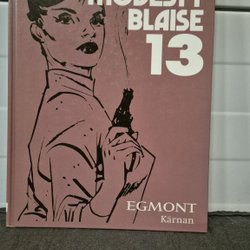 MODESTY
BLAISE
13
EGMONT
Kärnan